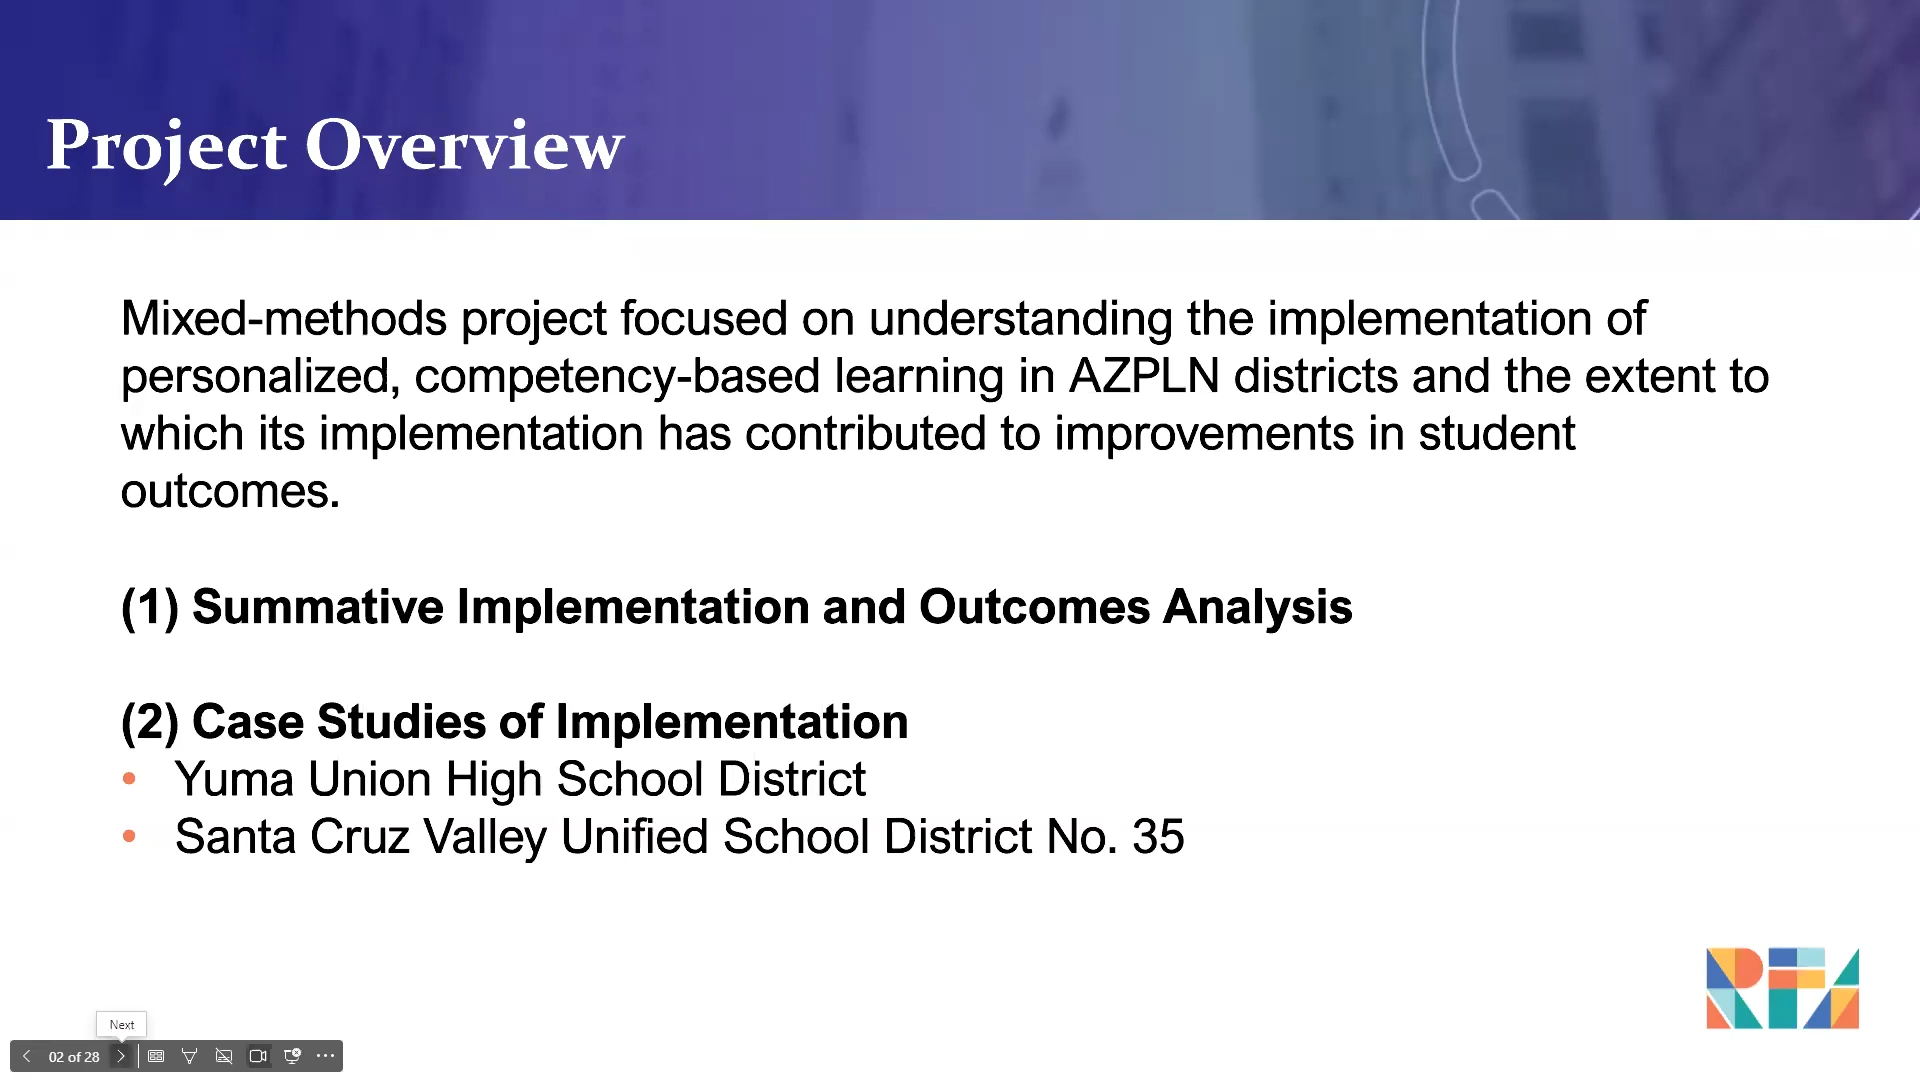 Project Overview
Mixed-methods project focused on understanding the implementation of
personalized, competency-based learning in AZPLN districts and the extent to
which its implementation has contributed to improvements in student
outcomes.
(1) Summative Implementation and Outcomes Analysis
(2) Case Studies of Implementation
• Yuma Union High School District
• Santa Cruz Valley Unified School District No. 35
RFA
Next
02 of 28